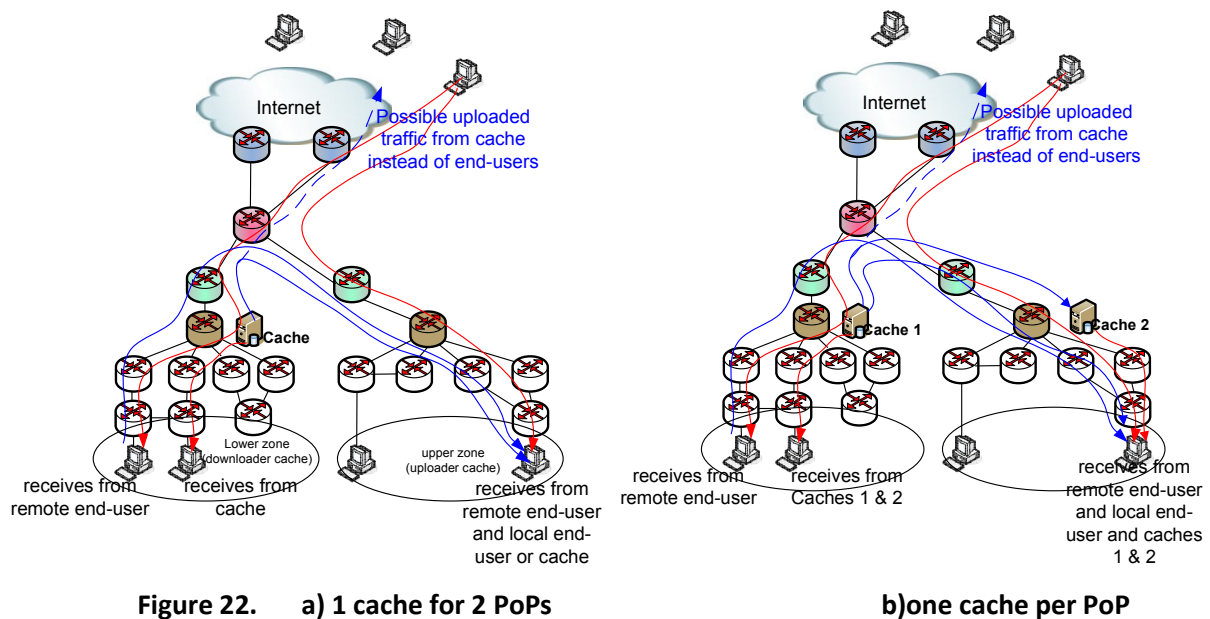 Internet
Possible uploaded
traffic from cache
instead of end-users
Cache
Lower zone
(downloader cache)
upper zone
(uploader cache)
receives from
remote end-user
receives from
cache
receives from
remote end-user
and local end-
user or cache
Internet
Possible uploaded
traffic from cache
instead of end-users
Cache 1
Cache 2
receives from
remote end-user
receives from
Caches 1 & 2
receives from
remote end-user
and local end-
user and caches
1 & 2
Figure 22. a) 1 cache for 2 PoPs
b)one cache per PoP